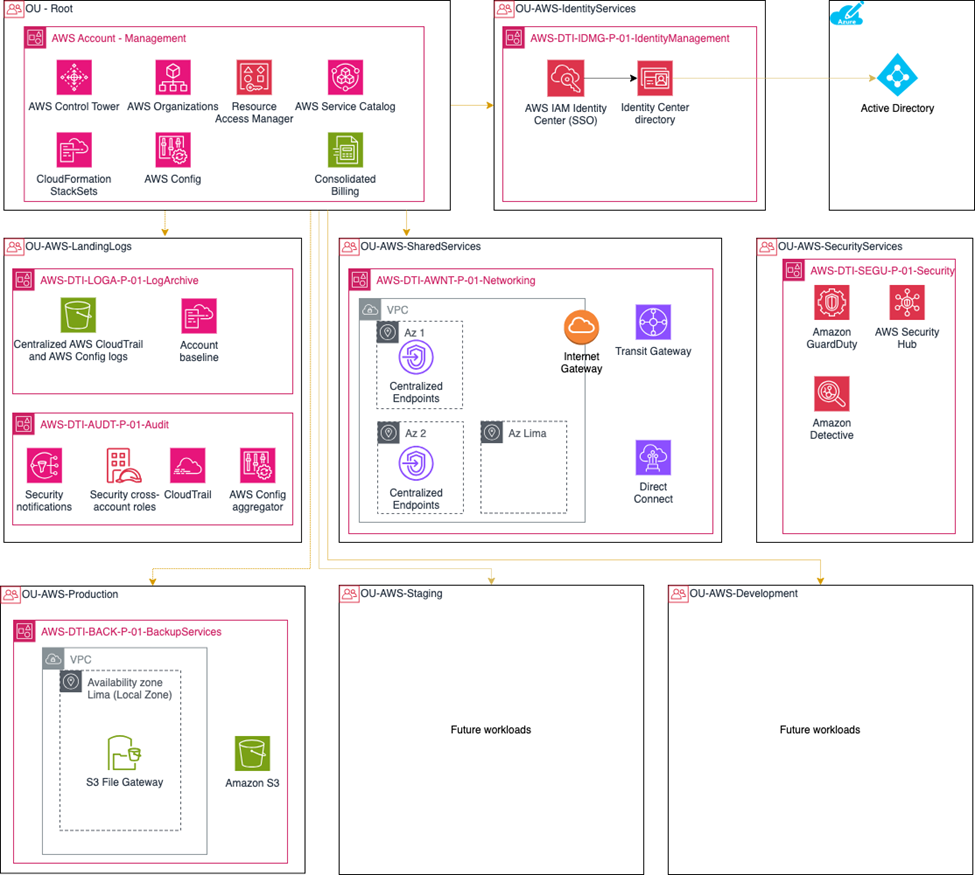 OU - Root
AWS Account - Management
AWS Control Tower
AWS Organizations
Resource
Access Manager
AWS Service Catalog
CloudFormation
StackSets
AWS Config
Consolidated
Billing
OU-AWS-IdentityServices
AWS-DTI-IDMG-P-01-IdentityManagement
AWS IAM Identity
Center (SSO)
Identity Center
directory
Azure
Active Directory
OU-AWS-LandingLogs
AWS-DTI-LOGA-P-01-LogArchive
Centralized AWS CloudTrail
and AWS Config logs
Account
baseline
AWS-DTI-AUDT-P-01-Audit
Security
notifications
Security cross-
account roles
CloudTrail
AWS Config
aggregator
OU-AWS-SharedServices
AWS-DTI-AWNT-P-01-Networking
VPC
Az 1
Centralized
Endpoints
Az 2
Centralized
Endpoints
Az Lima
Internet
Gateway
Transit Gateway
Direct
Connect
OU-AWS-SecurityServices
AWS-DTI-SEGU-P-01-Security
Amazon
GuardDuty
AWS Security
Hub
Amazon
Detective
OU-AWS-Production
AWS-DTI-BACK-P-01-BackupServices
VPC
Availability zone
Lima (Local Zone)
S3 File Gateway
Amazon S3
OU-AWS-Staging
Future workloads
OU-AWS-Development
Future workloads